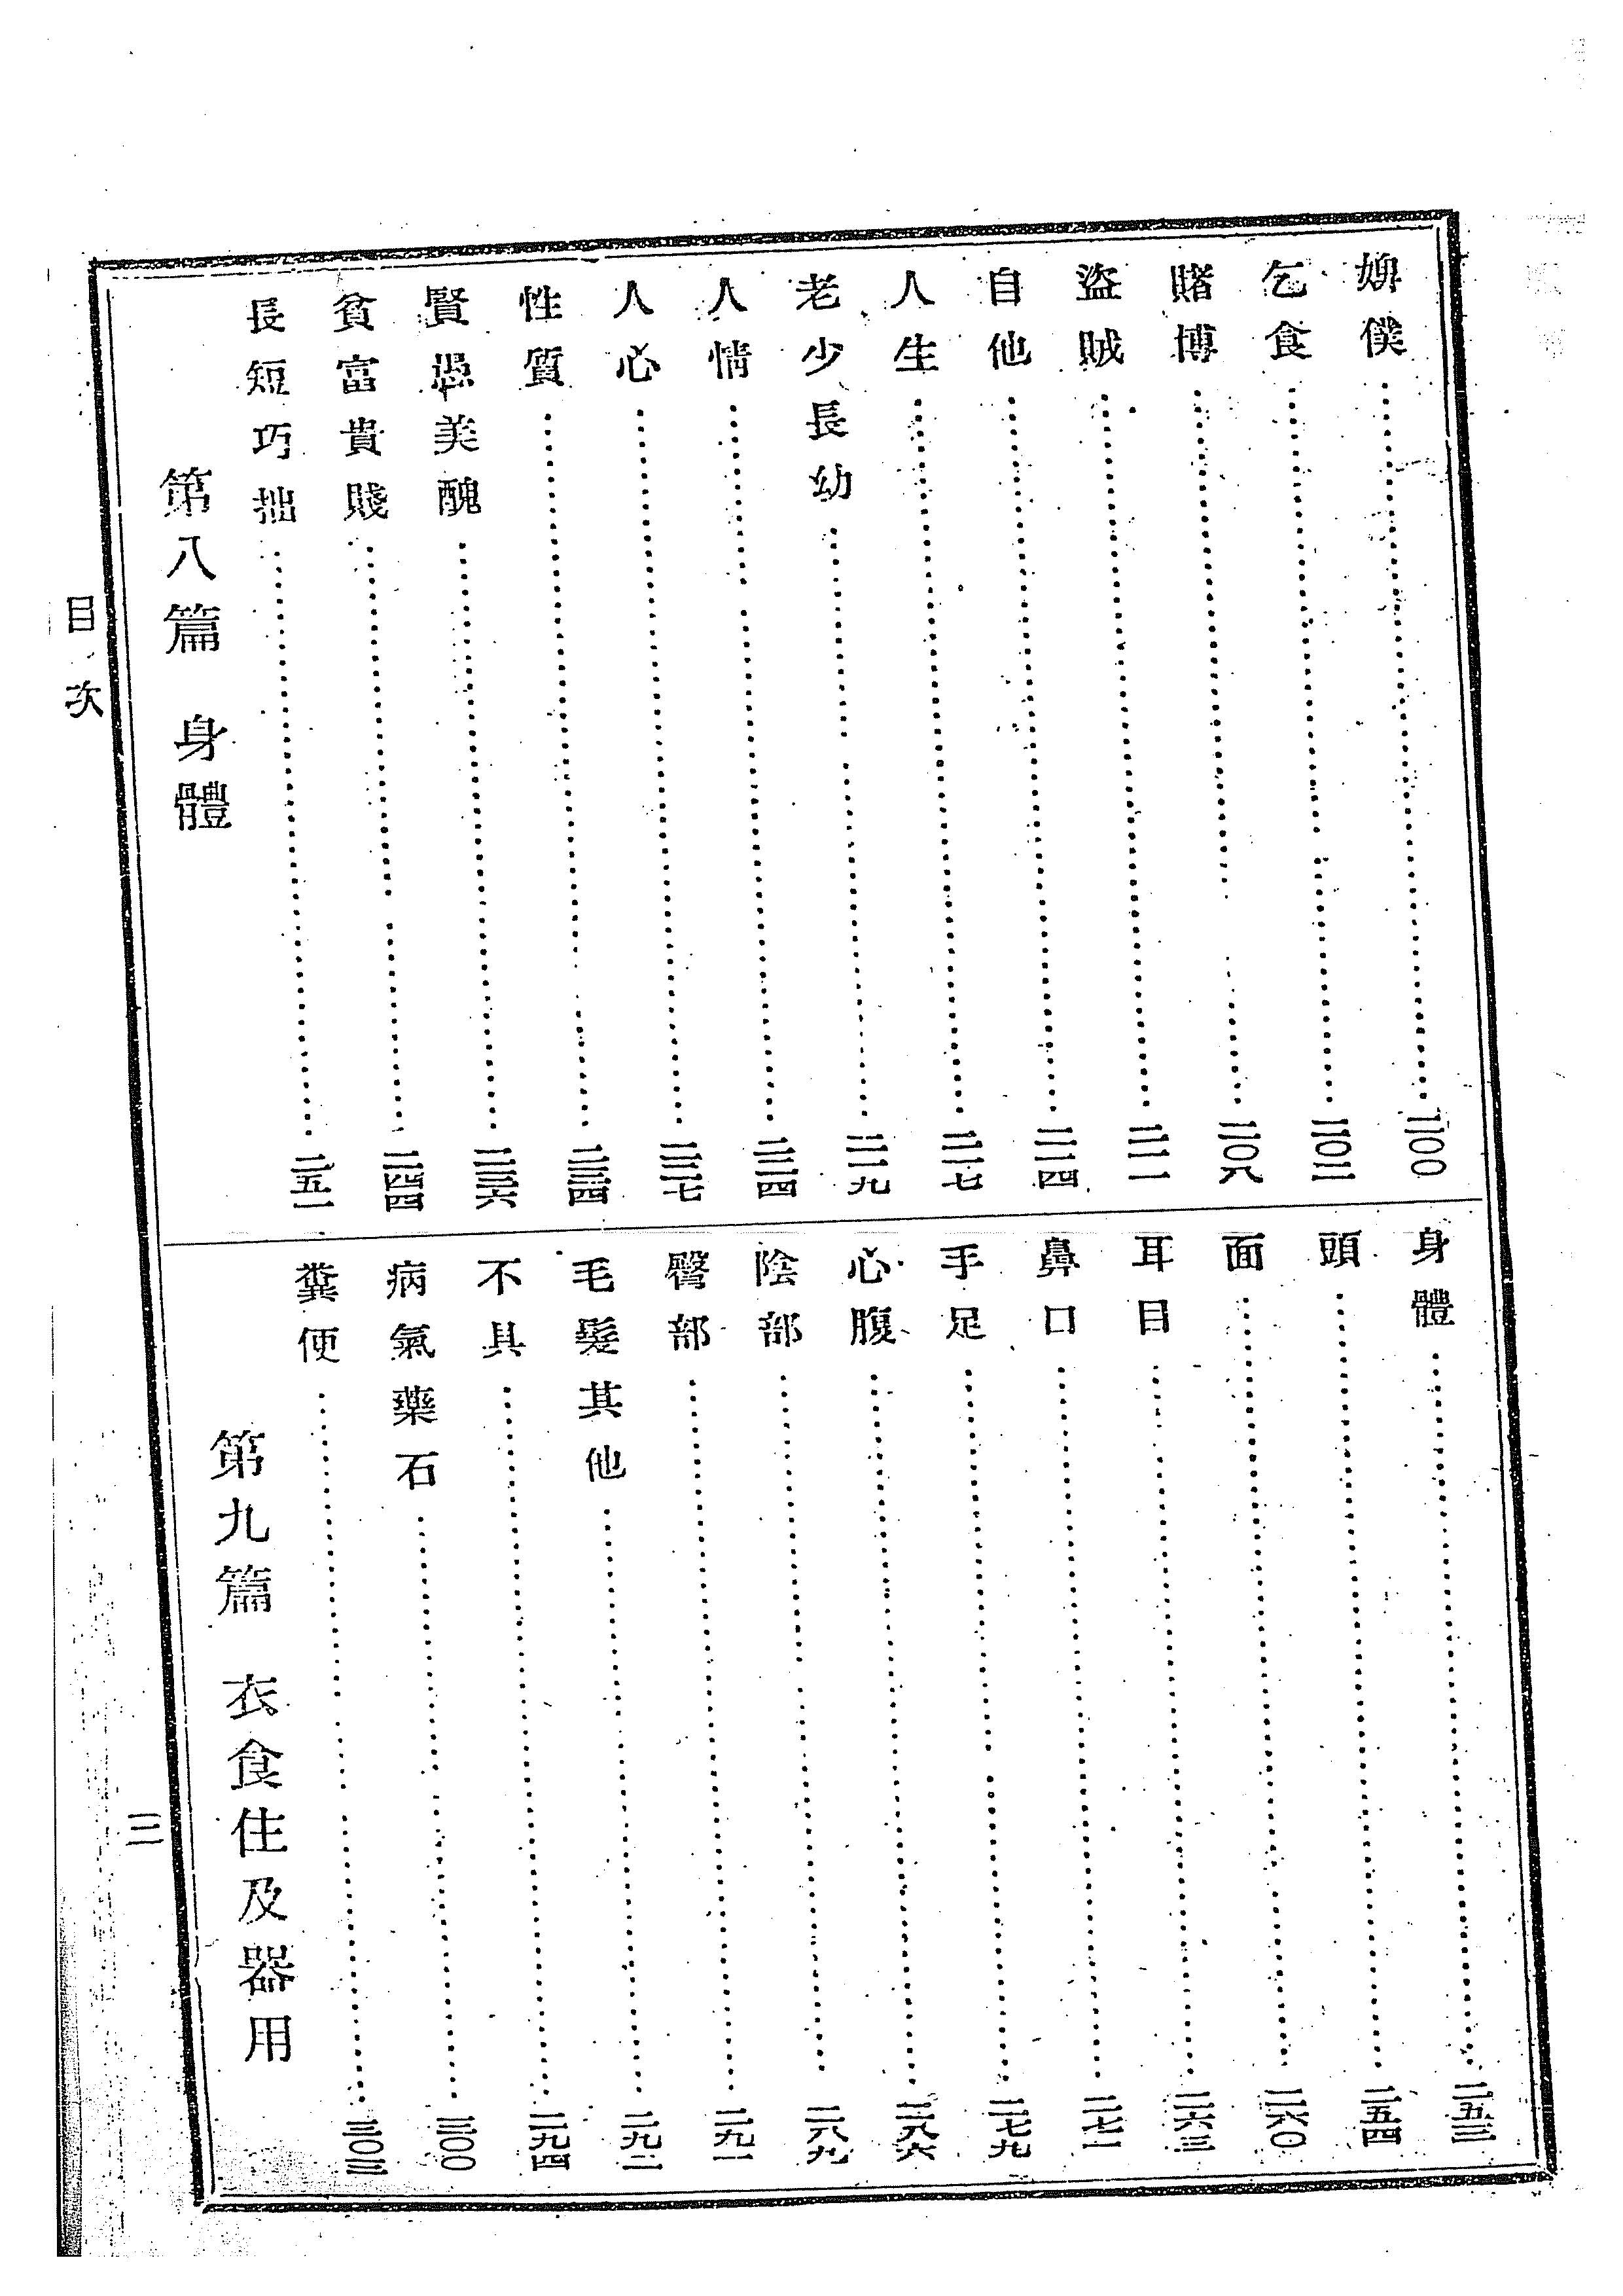 婢僕……二〇〇
乞食……二〇二
賭博……二〇八
盜賊……二一一
自他……二一四
人生……二一七
老少長幼……二一九
人情……二二四
人心……二二七
性質……二三四
賢愚美醜……二三六
貧富貴賤……二四四
長短巧拙……二五一
第八篇 身體
身體……二五三
頭……二五四
面……二六〇
耳目……二六三
鼻口……二七一
手足……二七九
心腹……二八六
陰部……二八九
臀部……二九一
毛髮其他……二九二
不具……二九四
病氣藥石……三〇〇
糞便……三〇三
第九篇 衣食住及器用
目次
三